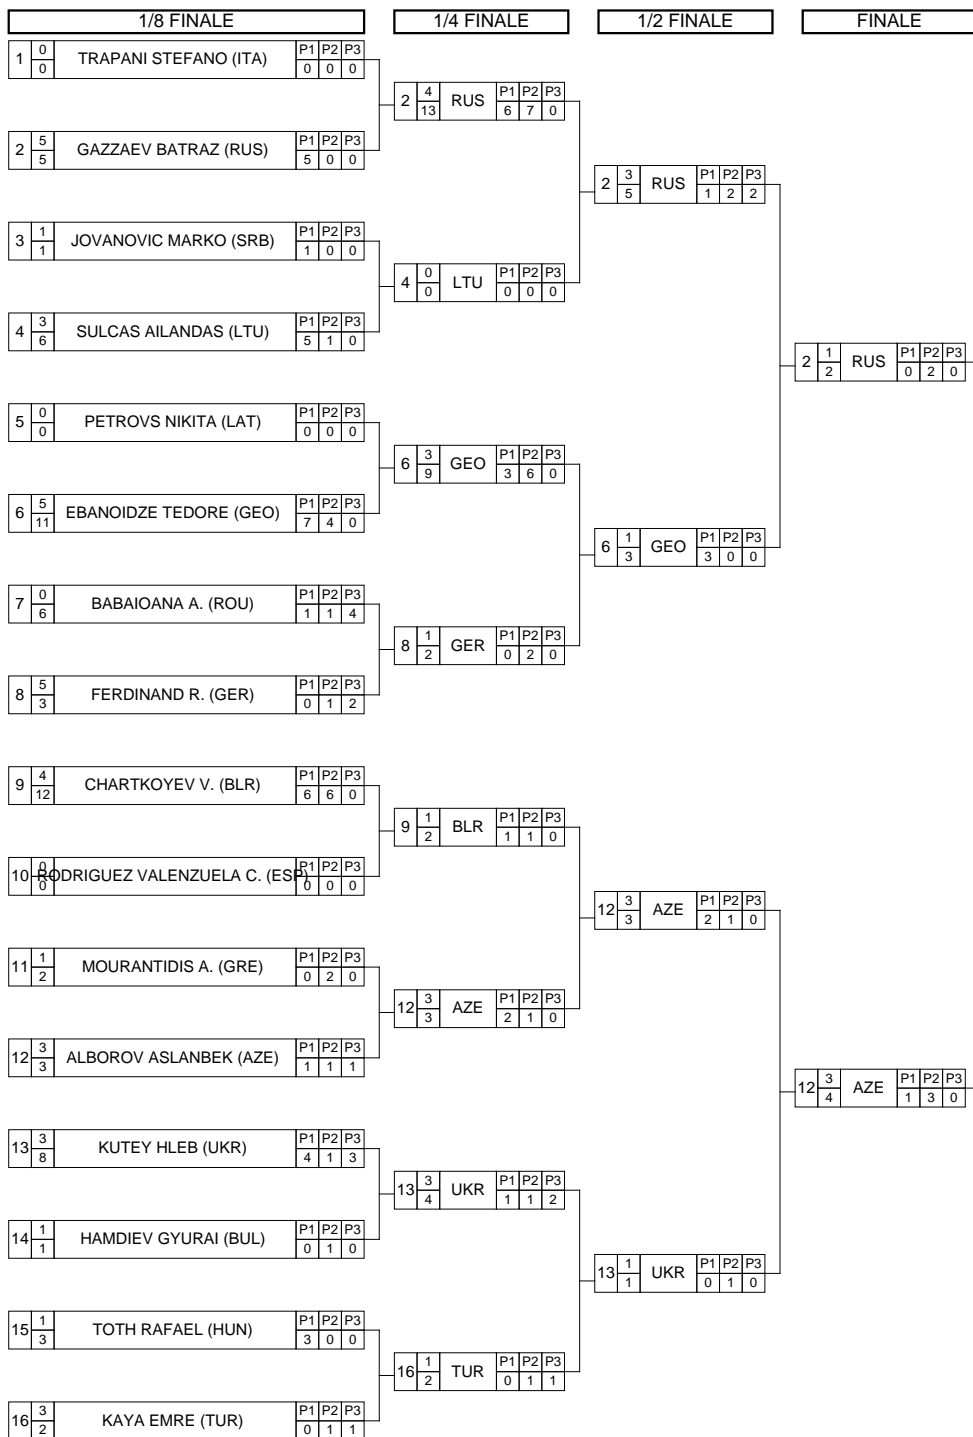 1/8 FINALE 1/4 FINALE 1/2 FINALE FINALE
1 0 0 TRAPANI STEFANO (ITA) P1 P2 P3 0 0 0
2 4 13 RUS P1 P2 P3 6 7 0
2 5 5 GAZZAEV BATRAZ (RUS) P1 P2 P3 5 0 0
2 3 5 RUS P1 P2 P3 1 2 2
3 1 1 JOVANOVIC MARKO (SRB) P1 P2 P3 1 0 0
4 0 0 LTU P1 P2 P3 0 0 0
4 3 6 SULCAS AILANDAS (LTU) P1 P2 P3 5 1 0
2 1 2 RUS P1 P2 P3 0 2 0
5 0 0 PETROVS NIKITA (LAT) P1 P2 P3 0 0 0
6 3 9 GEO P1 P2 P3 3 6 0
6 5 11 EBANOIDZE TEDORE (GEO) P1 P2 P3 7 4 0
6 1 3 GEO P1 P2 P3 3 0 0
7 0 6 BABAIOANA A. (ROU) P1 P2 P3 1 1 4
8 1 2 GER P1 P2 P3 0 2 0
8 5 3 FERDINAND R. (GER) P1 P2 P3 0 1 2
9 4 12 CHARTKOYEV V. (BLR) P1 P2 P3 6 6 0
9 1 2 BLR P1 P2 P3 1 1 0
10 0 0 RODRIGUEZ VALENZUELA C. (ESP) P1 P2 P3 0 0 0
12 3 3 AZE P1 P2 P3 2 1 0
11 1 2 MOURANTIDIS A. (GRE) P1 P2 P3 0 2 0
12 3 3 AZE P1 P2 P3 2 1 0
12 3 3 ALBOROV ASLANBEK (AZE) P1 P2 P3 1 1 1
12 3 4 AZE P1 P2 P3 1 3 0
13 3 8 KUTEY HLEB (UKR) P1 P2 P3 4 1 3
13 3 4 UKR P1 P2 P3 1 1 2
14 1 1 HAMDIEV GYURAI (BUL) P1 P2 P3 0 1 0
13 1 1 UKR P1 P2 P3 0 1 0
15 1 3 TOTH RAFAEL (HUN) P1 P2 P3 3 0 0
16 1 2 TUR P1 P2 P3 0 1 1
16 3 2 KAYA EMRE (TUR) P1 P2 P3 0 1 1